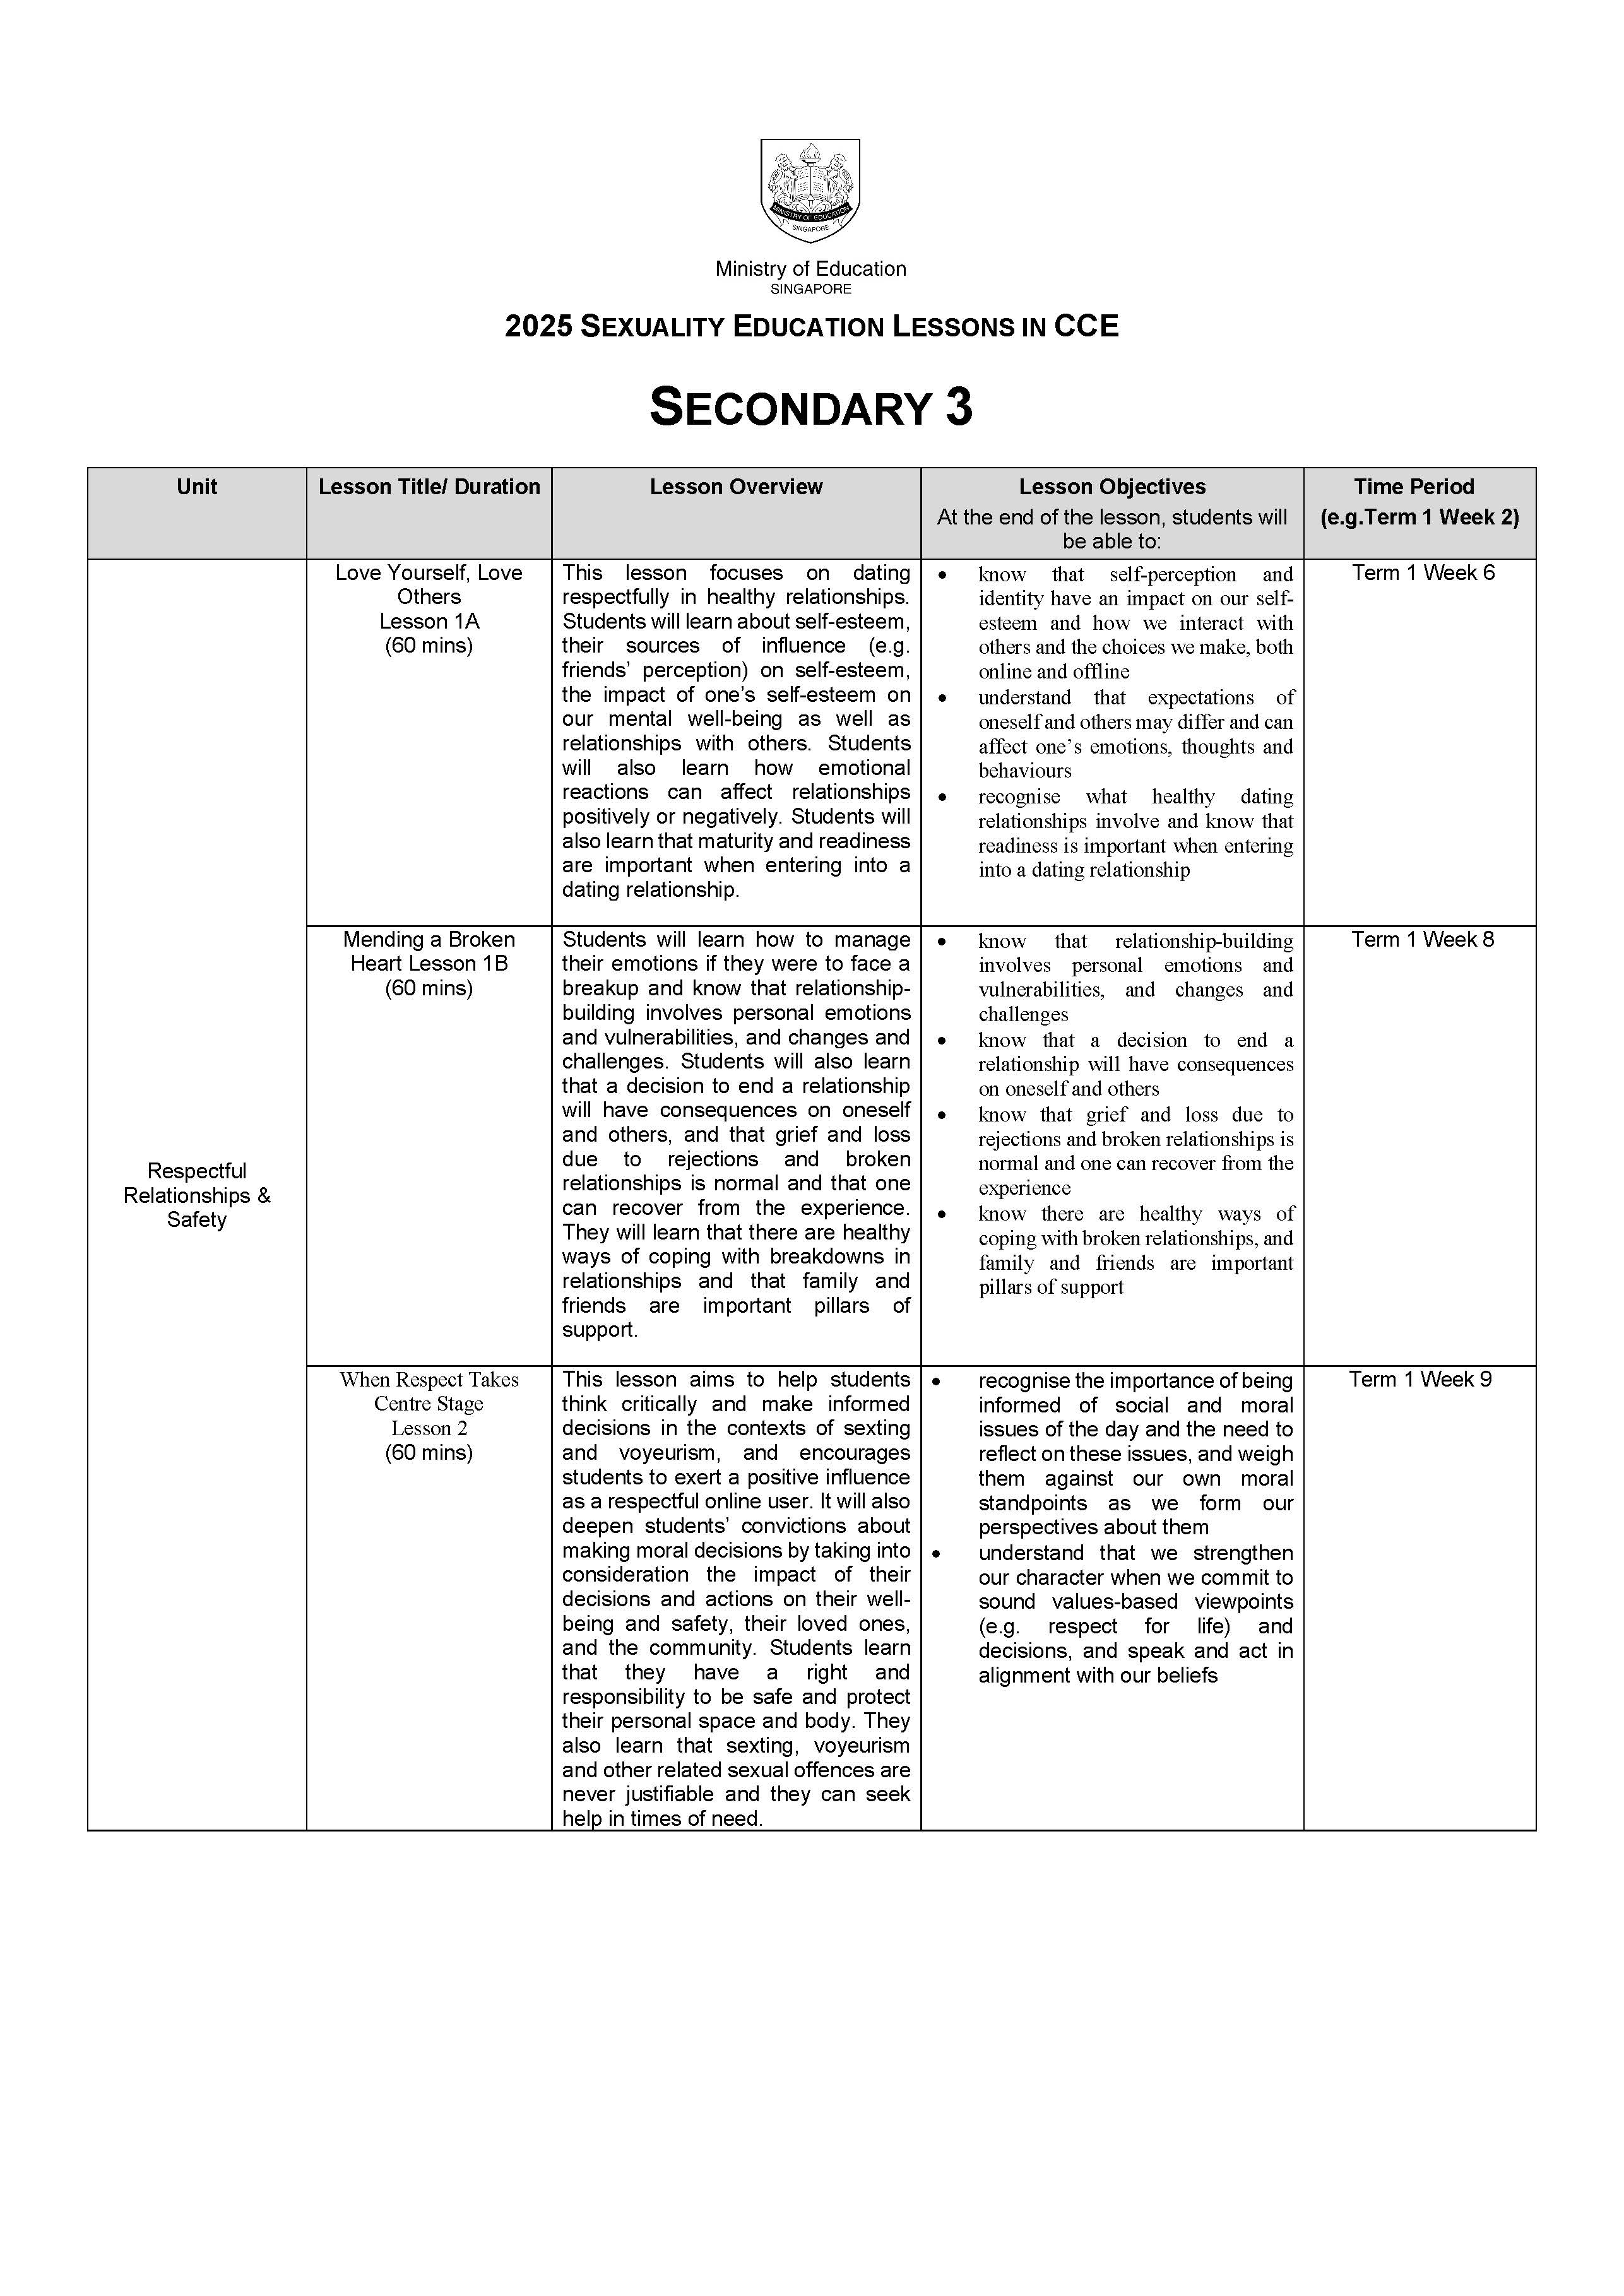 MINISTRY OF EDUCATION
SINGAPORE
Ministry of Education
SINGAPORE
2025 SEXUALITY EDUCATION LESSONS IN CCE
SECONDARY 3
Unit
Lesson Title/ Duration
Lesson Overview
Lesson Objectives
At the end of the lesson, students will
be able to:
Time Period
(e.g.Term 1 Week 2)
Respectful
Relationships &
Safety
Love Yourself, Love
Others
Lesson 1A
(60 mins)
This lesson focuses on dating
respectfully in healthy relationships.
Students will learn about self-esteem,
their sources of influence (e.g.
friends’ perception) on self-esteem,
the impact of one’s self-esteem on
our mental well-being as well as
relationships with others. Students
will also learn how emotional
reactions can affect relationships
positively or negatively. Students will
also learn that maturity and readiness
are important when entering into a
dating relationship.
• know that self-perception and
identity have an impact on our self-
esteem and how we interact with
others and the choices we make, both
online and offline
• understand that expectations of
oneself and others may differ and can
affect one’s emotions, thoughts and
behaviours
• recognise what healthy dating
relationships involve and know that
readiness is important when entering
into a dating relationship
Term 1 Week 6
Mending a Broken
Heart Lesson 1B
(60 mins)
Students will learn how to manage
their emotions if they were to face a
breakup and know that relationship-
building involves personal emotions
and vulnerabilities, and changes and
challenges. Students will also learn
that a decision to end a relationship
will have consequences on oneself
and others, and that grief and loss
due to rejections and broken
relationships is normal and that one
can recover from the experience.
They will learn that there are healthy
ways of coping with breakdowns in
relationships and that family and
friends are important pillars of
support.
• know that relationship-building
involves personal emotions and
vulnerabilities, and changes and
challenges
• know that a decision to end a
relationship will have consequences
on oneself and others
• know that grief and loss due to
rejections and broken relationships is
normal and one can recover from the
experience
• know there are healthy ways of
coping with broken relationships, and
family and friends are important
pillars of support
Term 1 Week 8
When Respect Takes
Centre Stage
Lesson 2
(60 mins)
This lesson aims to help students
think critically and make informed
decisions in the contexts of sexting
and voyeurism, and encourages
students to exert a positive influence
as a respectful online user. It will also
deepen students’ convictions about
making moral decisions by taking into
consideration the impact of their
decisions and actions on their well-
being and safety, their loved ones,
and the community. Students learn
that they have a right and
responsibility to be safe and protect
their personal space and body. They
also learn that sexting, voyeurism
and other related sexual offences are
never justifiable and they can seek
help in times of need.
• recognise the importance of being
informed of social and moral
issues of the day and the need to
reflect on these issues, and weigh
them against our own moral
standpoints as we form our
perspectives about them
• understand that we strengthen
our character when we commit to
sound values-based viewpoints
(e.g. respect for life) and
decisions, and speak and act in
alignment with our beliefs
Term 1 Week 9